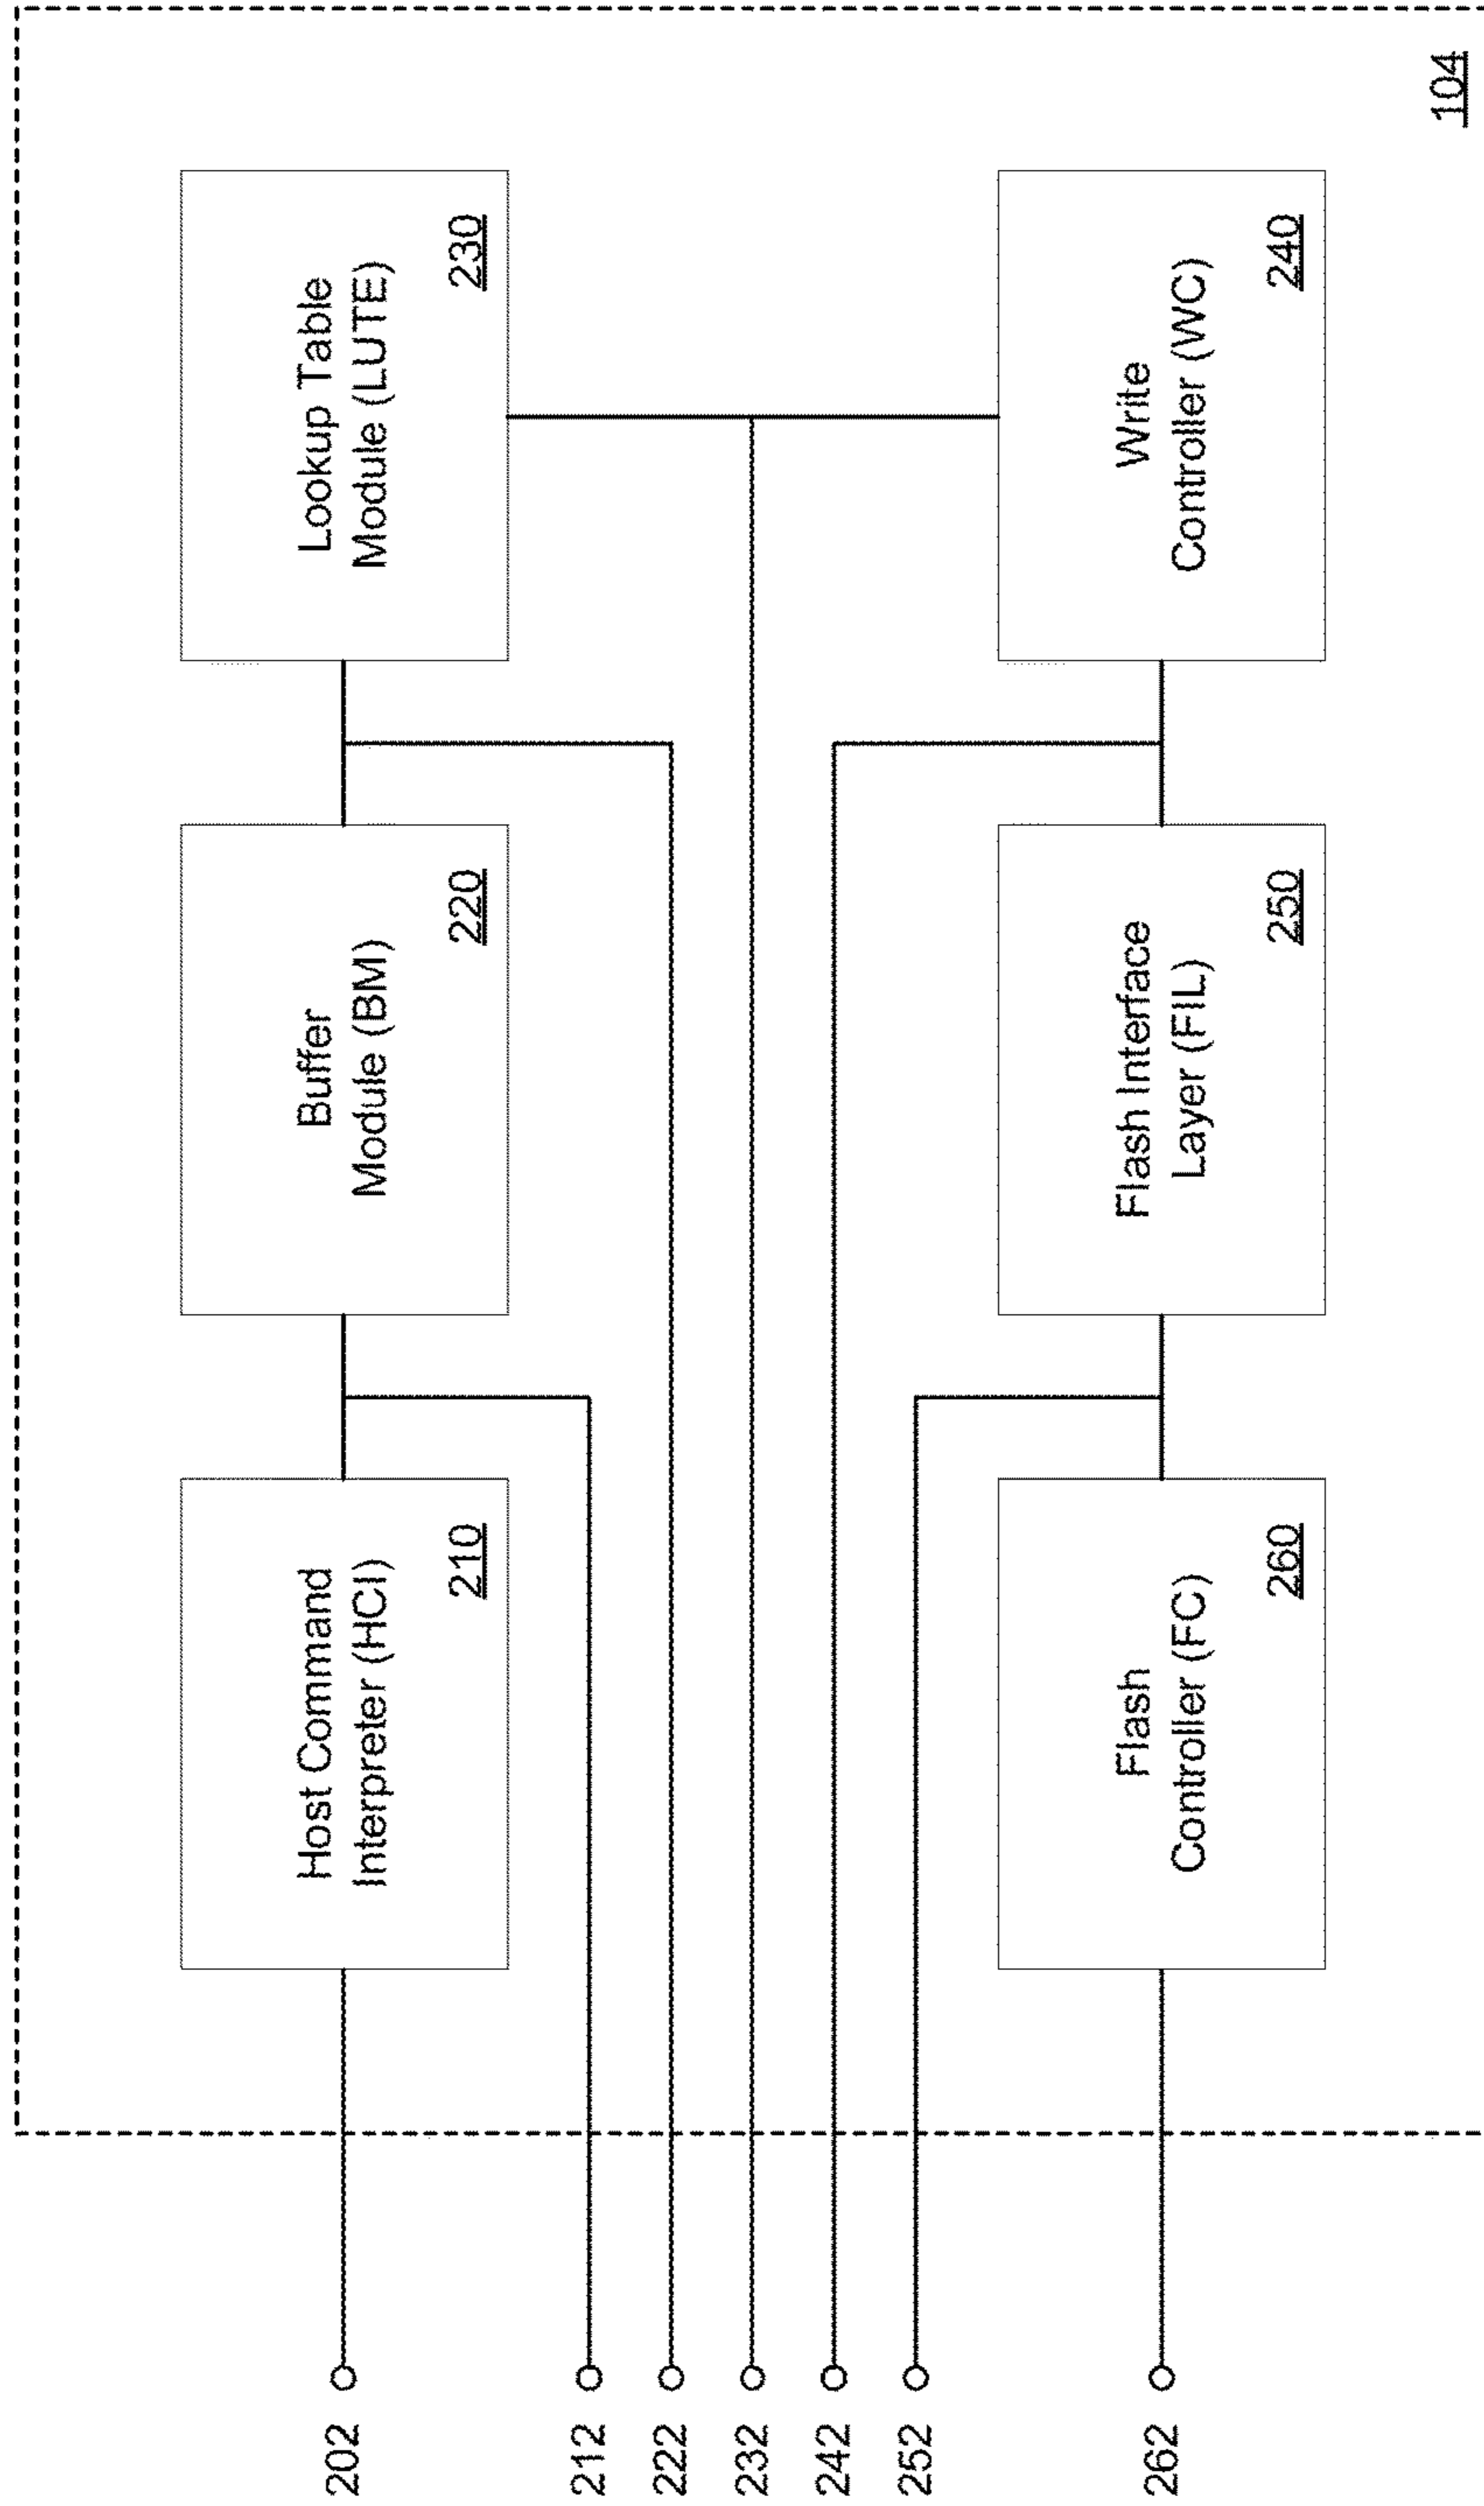 202
Host Command
Interpreter (HCI)
210
Buffer
Module (BM)
220
Lookup Table
Module (LUTE)
230
212
222
232
242
252
262
Flash
Controller (FC)
260
Flash Interface
Layer (FIL)
250
Write
Controller (WC)
240
104